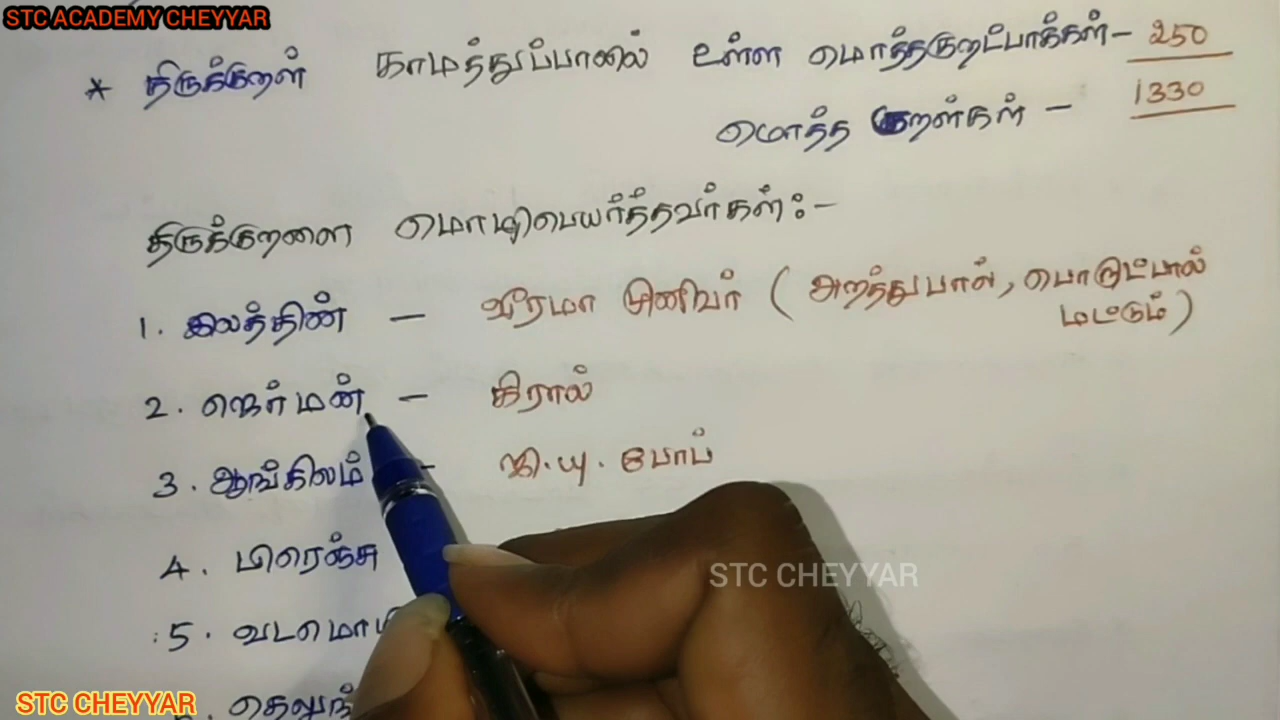 STC ACADEMY CHEYYAR
* திருக்குறள் காமத்துப்பாலை உள்ள மொத்தகுறட்பாக்கள் - 250
மொத்த குறள்கள் - 1330
திருக்குறளை மொழிபெயர்த்தவர்கள்:-
1. இலத்தின் - வீரமா முனிவர் ( அறத்துபால், பொருட்பால்
மட்டும் )
2. ஜெர்மன் - கிரால்
3. ஆங்கிலம் - ஜி.யு. போப்
4. பிரெஞ்சு
STC CHEYYAR
5. வடமொ
தெலுங்
STC CHEYYAR